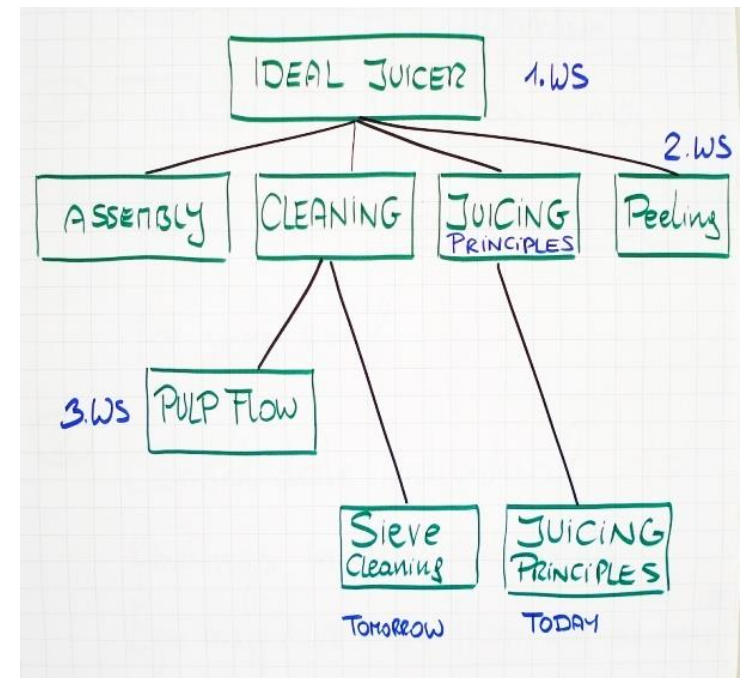 IDEAL JUICER
1.WS
2.WS
ASSEMBLY
CLEANING
JUICING
PRINCIPLES
Peeling
3.WS
PULP FLOW
Sieve
Cleaning
JUICING
PRINCIPLES
TOMORROW
TODAY